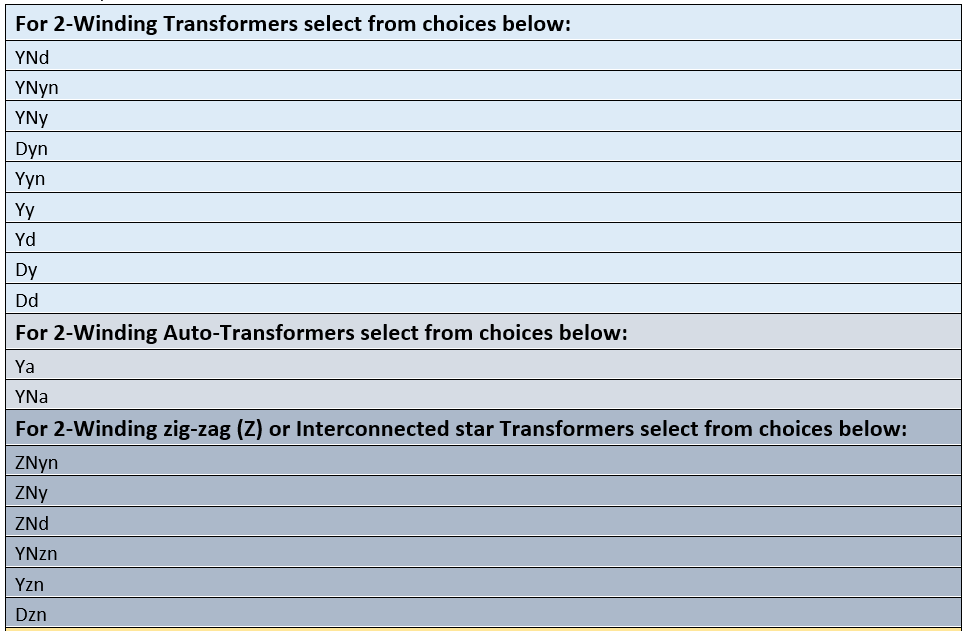 For 2-Winding Transformers select from choices below:
YNd
YNyn
YNy
Dyn
Yyn
Yy
Yd
Dy
Dd
For 2-Winding Auto-Transformers select from choices below:
Ya
YNa
For 2-Winding zig-zag (Z) or Interconnected star Transformers select from choices below:
ZNyn
ZNy
ZNd
YNzn
Yzn
Dzn